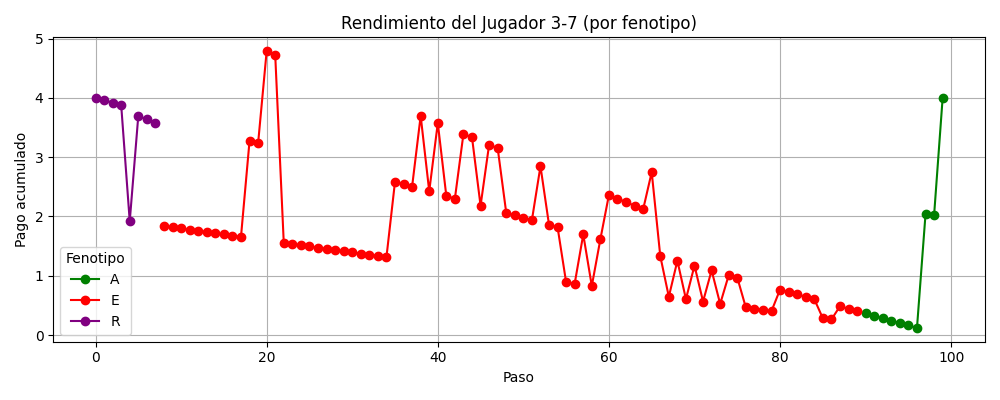 Rendimiento del Jugador 3-7 (por fenotipo)
Pago acumulado
5
4
3
2
1
0
Fenotipo
A
E
R
0
20
40
60
80
100
Paso